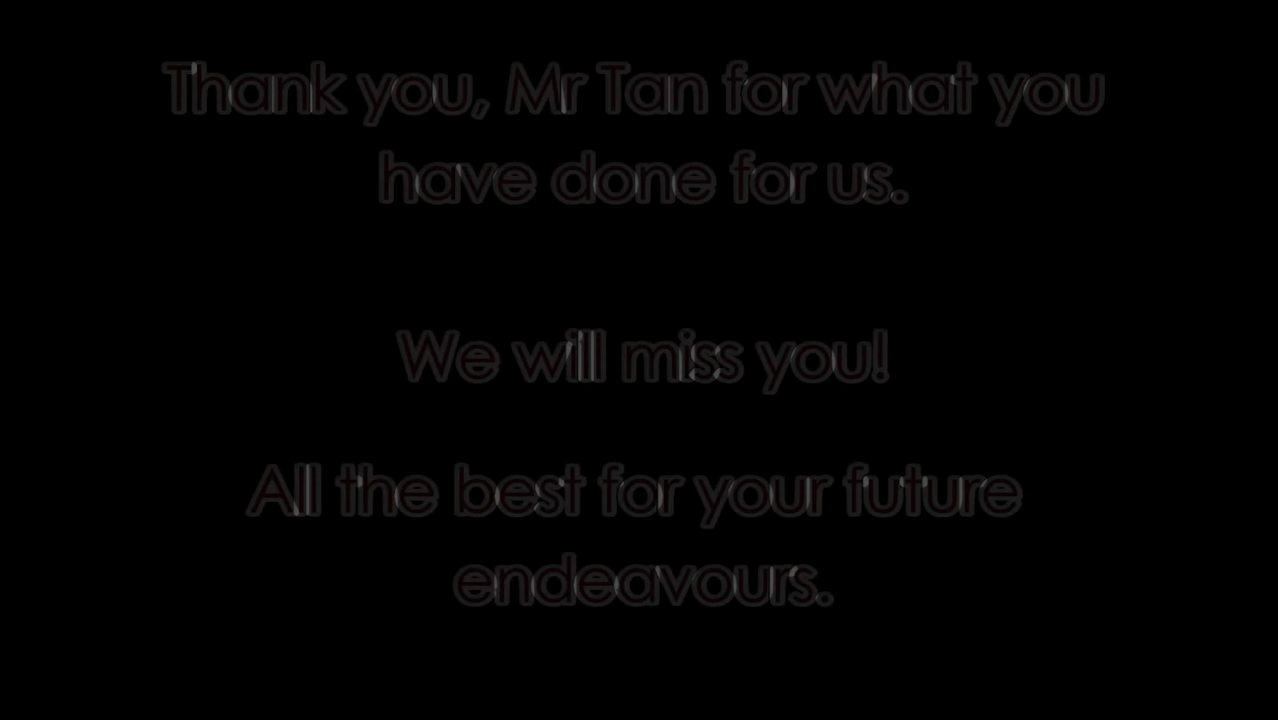 Thank you, Mr Tan for what you
have done for us.
We will miss you!
All the best for your future
endeavours.